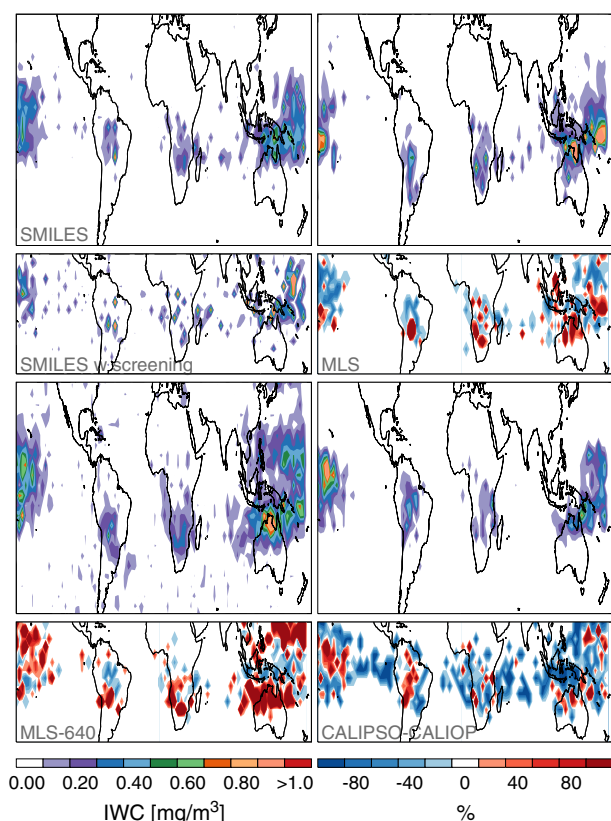 SMILES
SMILES w screening
MLS
MLS-640
CALIPSO-CALIOP
0.00 0.20 0.40 0.60 0.80 >1.0
IWC [mg/m³]
-80 -40 0 40 80
%